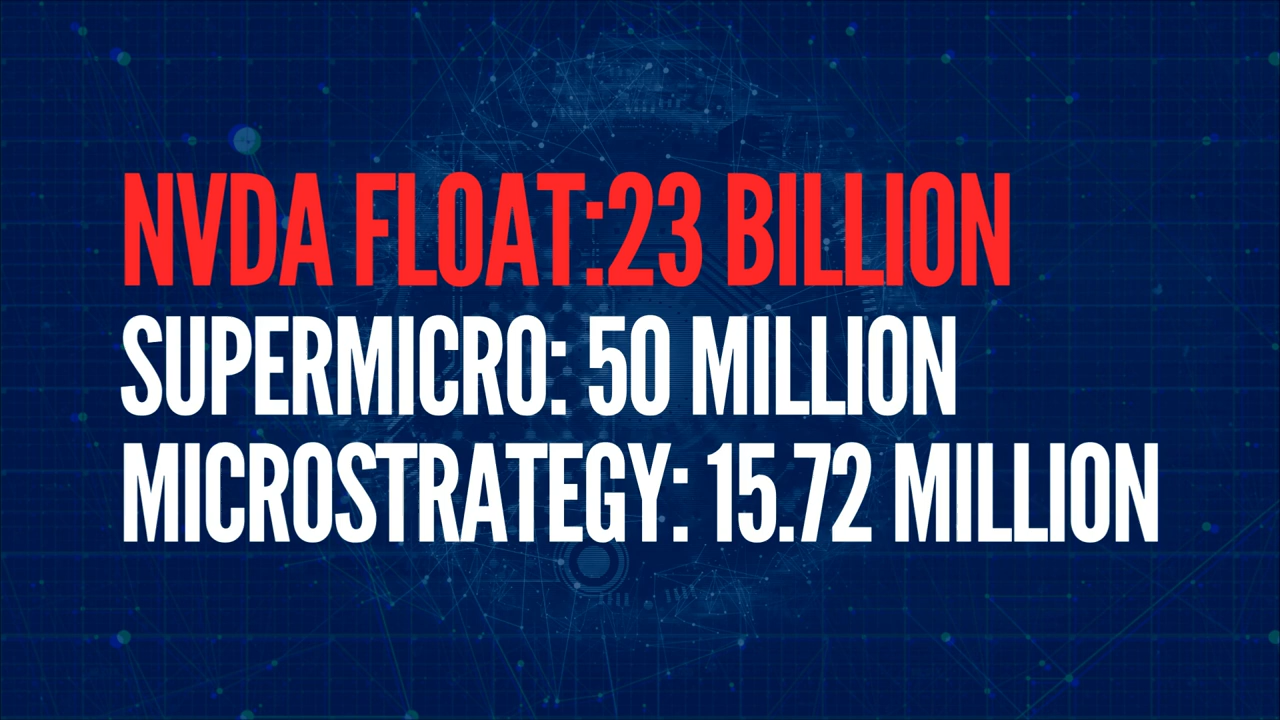 NVDA FLOAT:23 BILLION
SUPERMICRO: 50 MILLION
MICROSTRATEGY: 15.72 MILLION